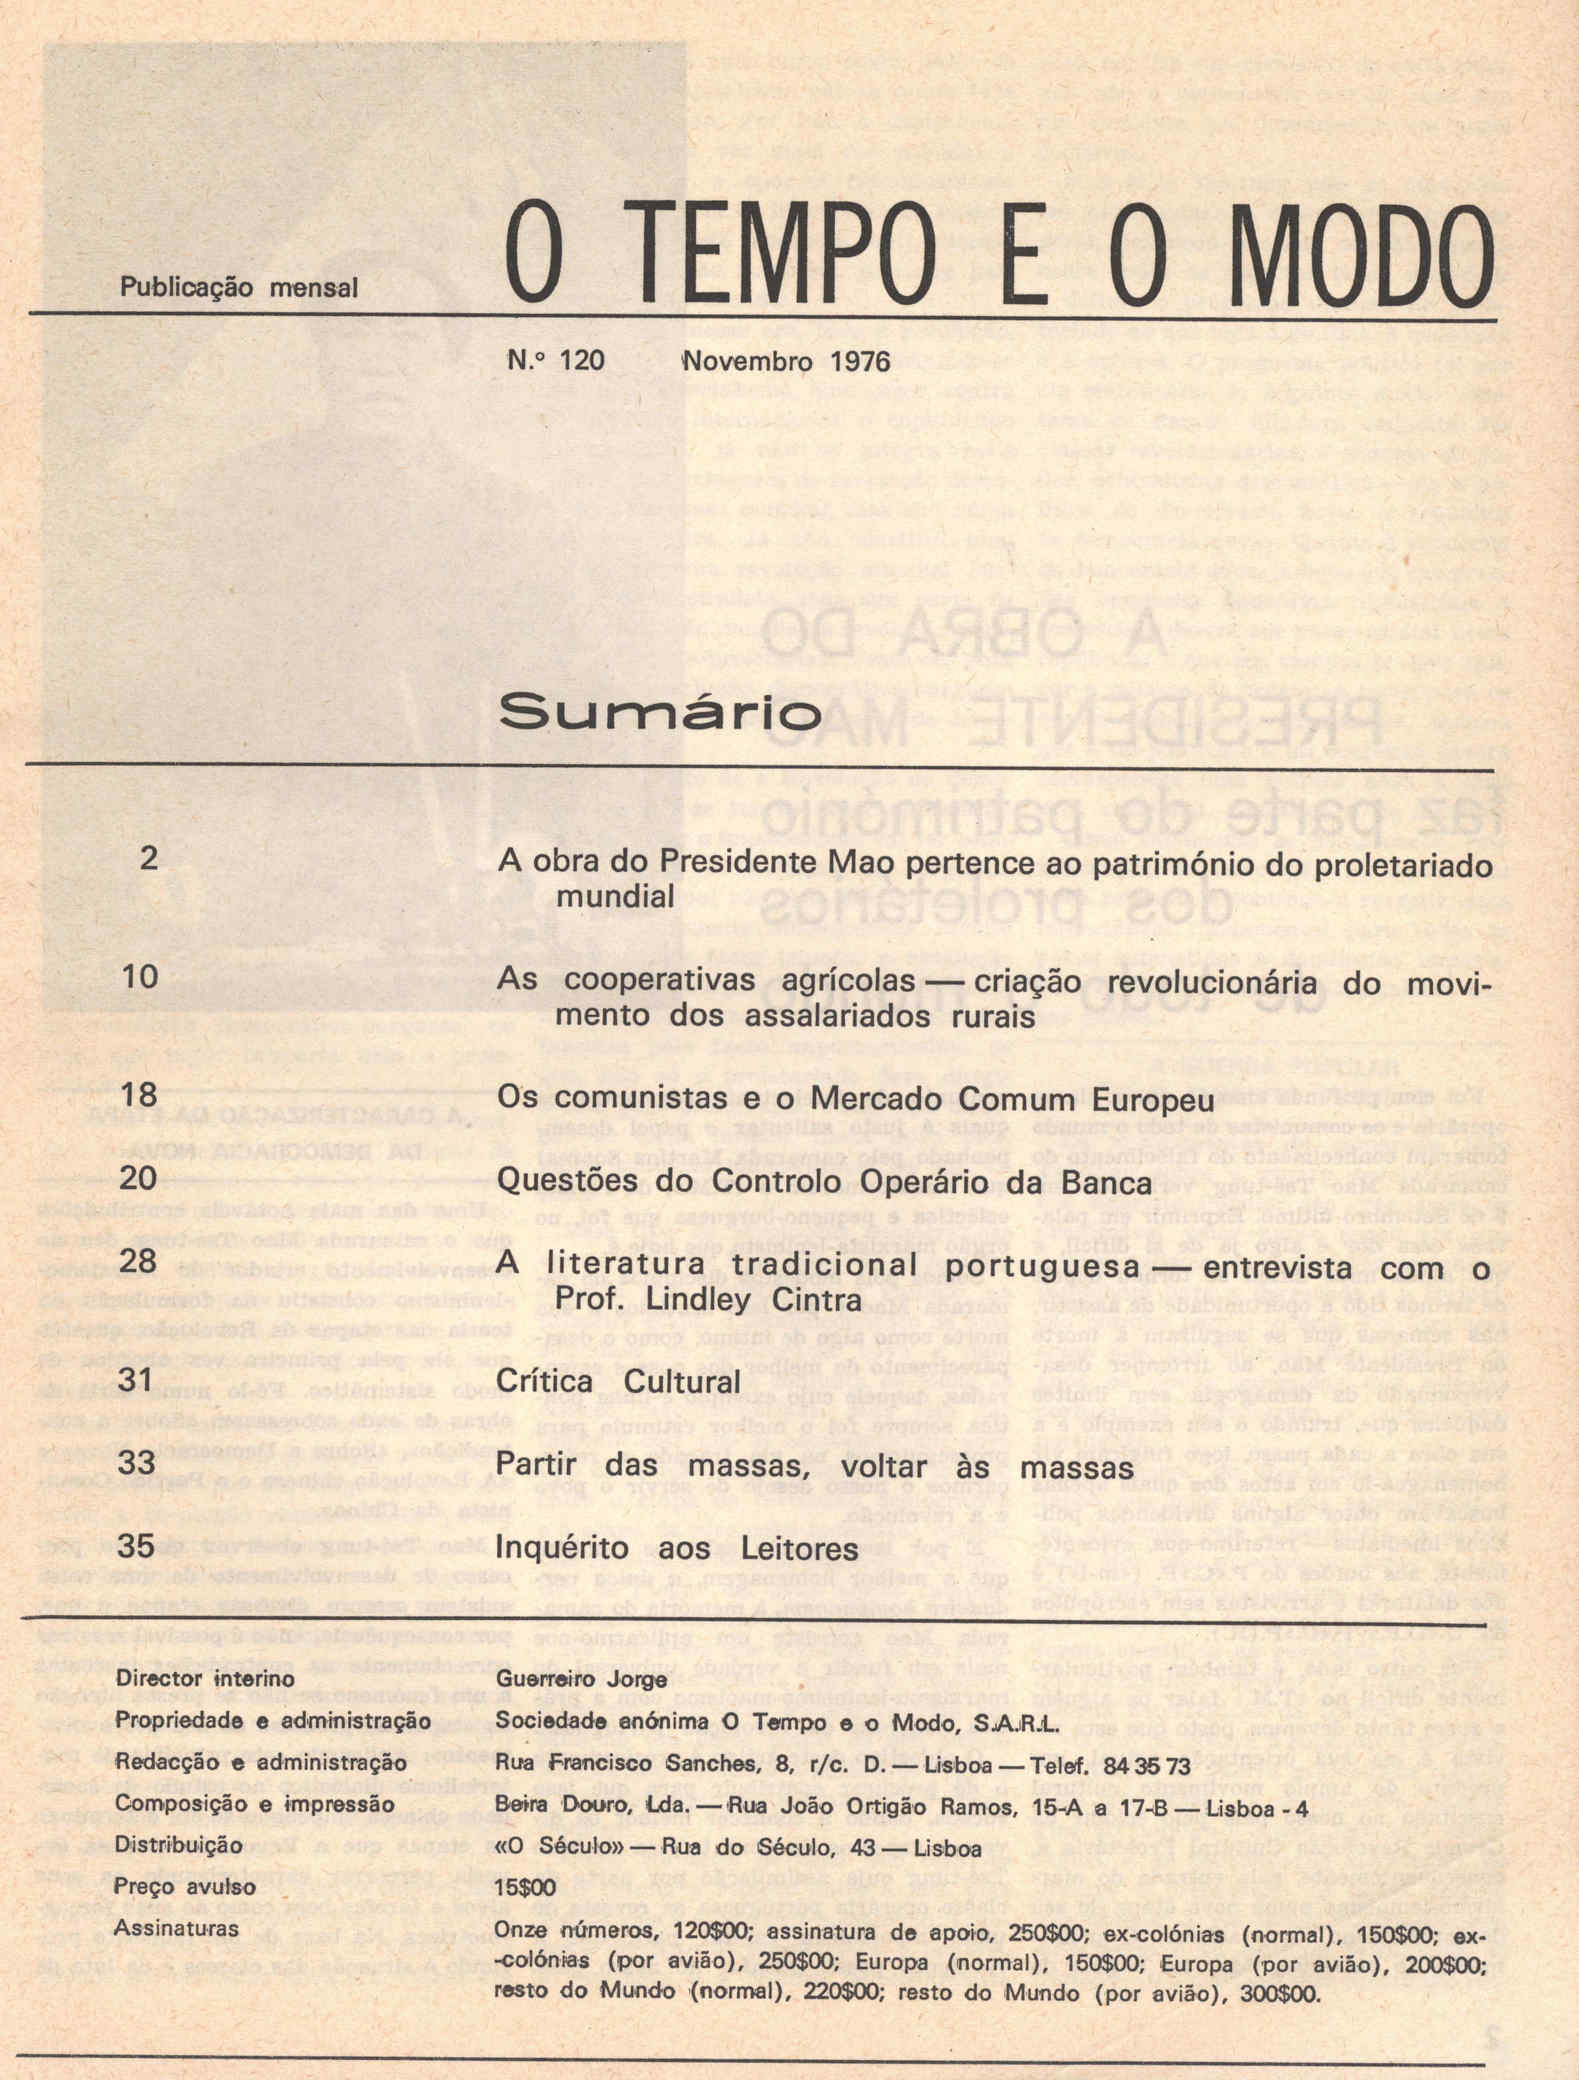 O TEMPO E O MODO
Publicação mensal
N.º 120 Novembro 1976
Sumário
2 A obra do Presidente Mao pertence ao património do proletariado
mundial
10 As cooperativas agrícolas — criação revolucionária do movi-
mento dos assalariados rurais
18 Os comunistas e o Mercado Comum Europeu
20 Questões do Controlo Operário da Banca
28 A literatura tradicional portuguesa — entrevista com o
Prof. Lindley Cintra
31 Crítica Cultural
33 Partir das massas, voltar às massas
35 Inquérito aos Leitores
Director interino Guerreiro Jorge
Propriedade e administração Sociedade anónima O Tempo e o Modo, S.A.R.L.
Redacção e administração Rua Francisco Sanches, 8, r/c. D. — Lisboa — Telef. 84 35 73
Composição e impressão Beira Douro, Lda. — Rua João Ortigão Ramos, 15-A a 17-B — Lisboa - 4
Distribuição «O Século» — Rua do Século, 43 — Lisboa
Preço avulso 15$00
Assinaturas Onze números, 120$00; assinatura de apoio, 250$00; ex-colónias (normal), 150$00; ex-
-colónias (por avião), 250$00; Europa (normal), 150$00; Europa (por avião), 200$00;
resto do Mundo (normal), 220$00; resto do Mundo (por avião), 300$00.